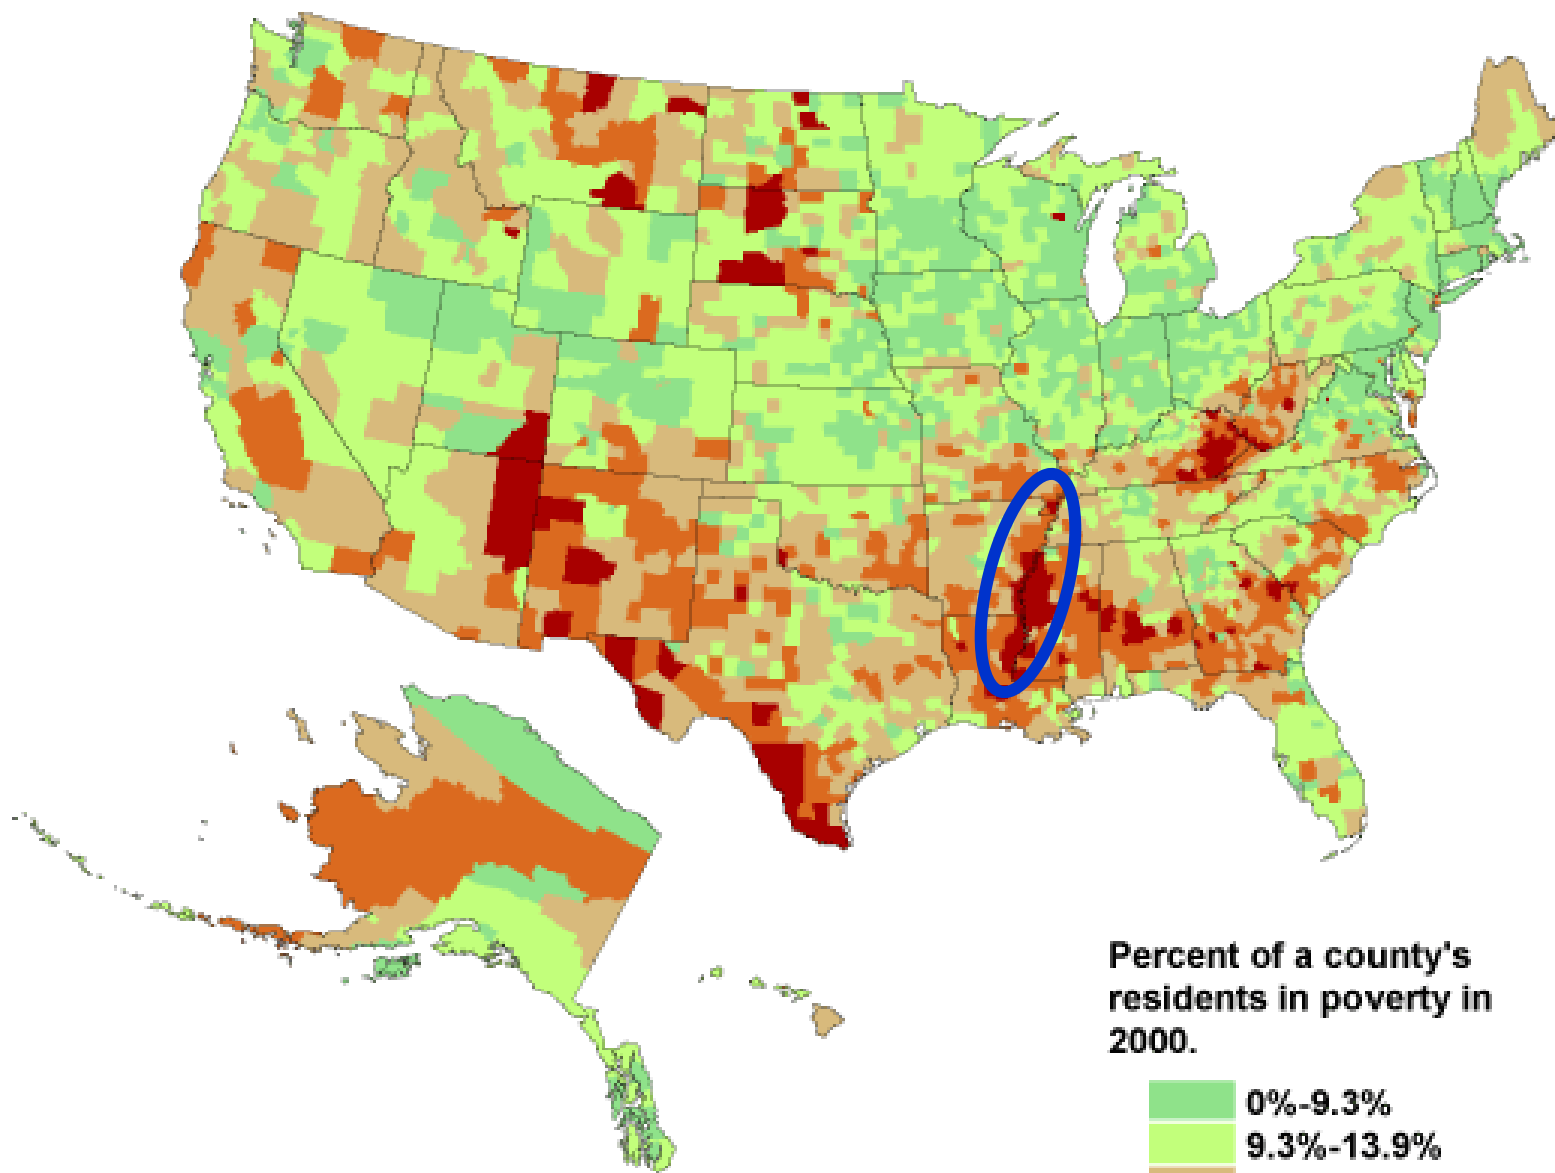 Percent of a county's
residents in poverty in
2000.
0%-9.3%
9.3%-13.9%